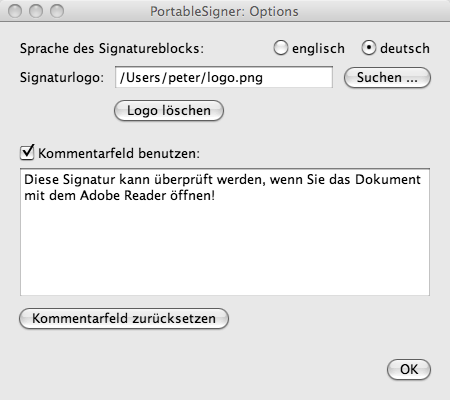 PortableSigner: Options
Sprache des Signatureblocks: englisch deutsch
Signaturlogo: /Users/peter/logo.png Suchen ...
Logo löschen
Kommentarfeld benutzen:
Diese Signatur kann überprüft werden, wenn Sie das Dokument
mit dem Adobe Reader öffnen!
Kommentarfeld zurücksetzen
OK